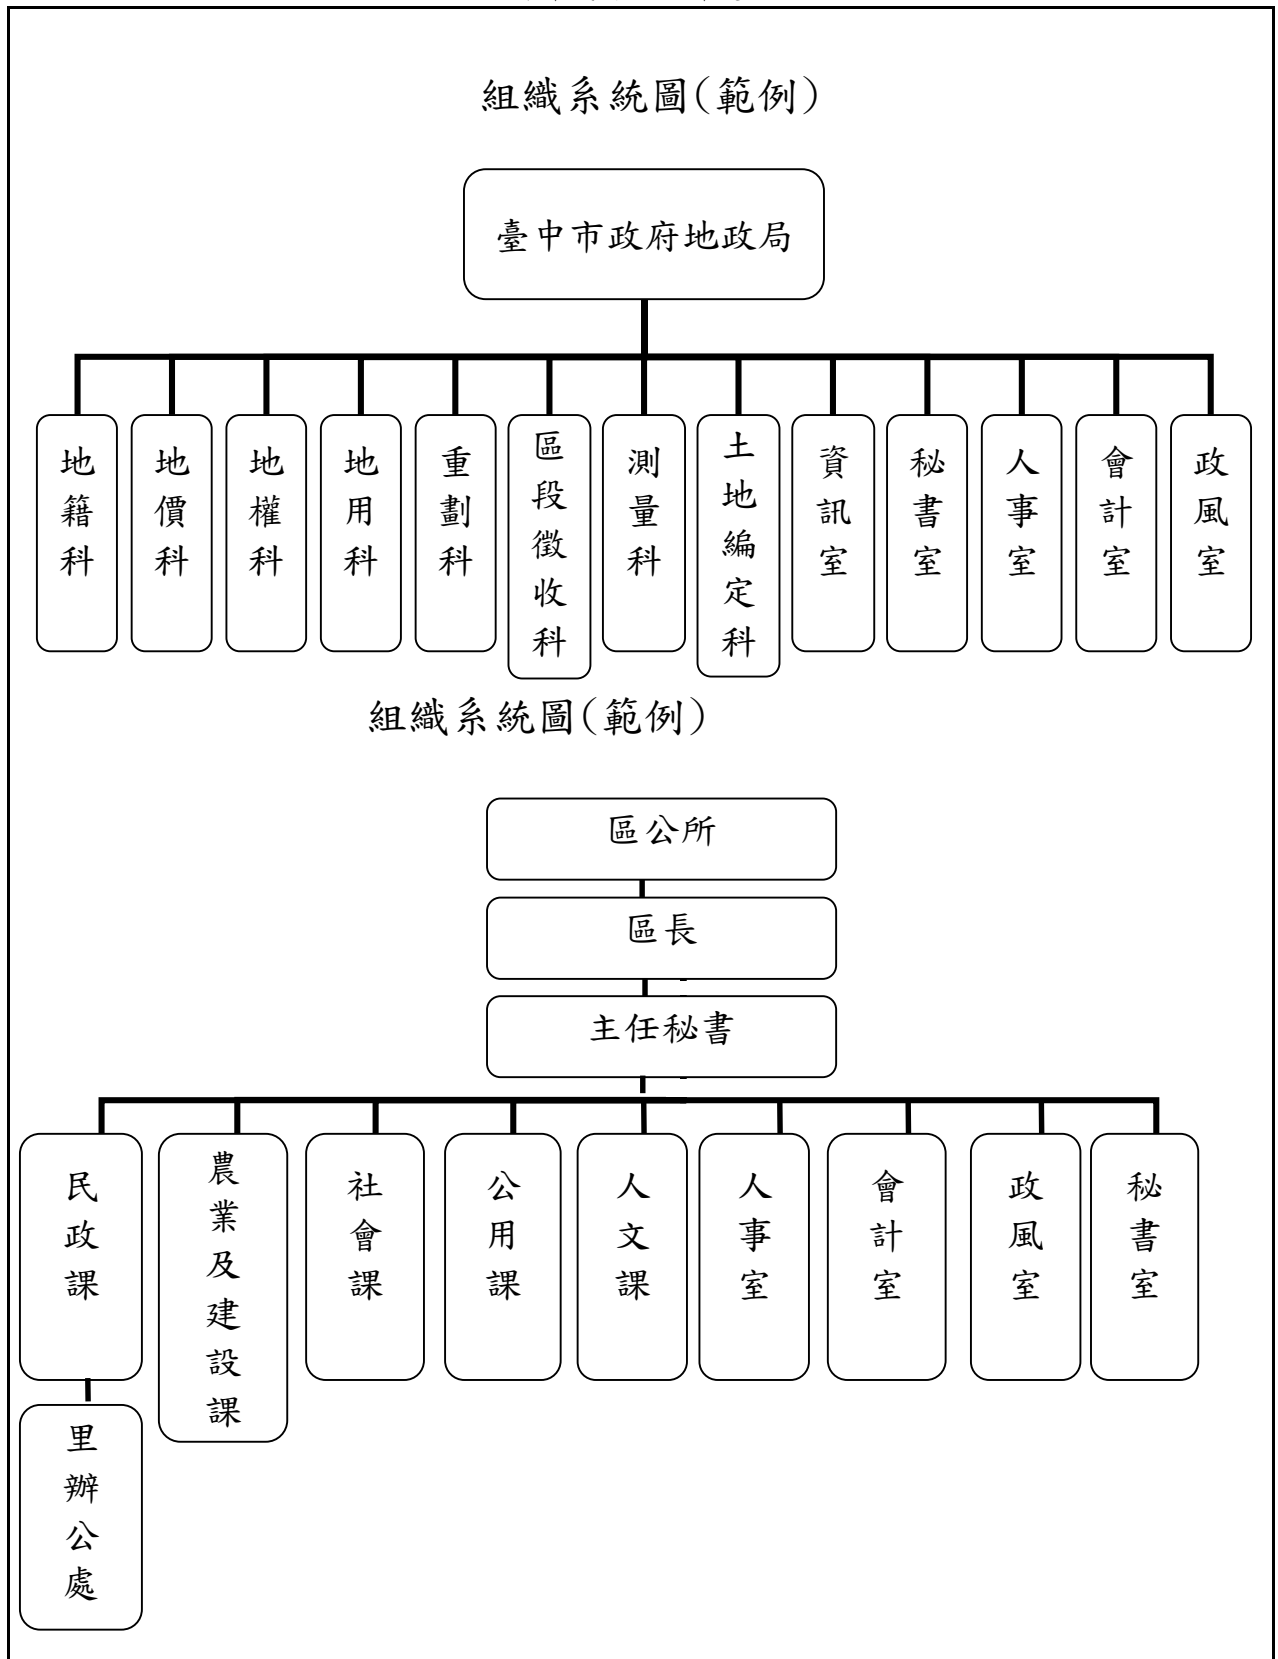 組織系統圖(範例)
臺中市政府地政局
地籍科
地價科
地權科
地用科
重劃科
區段徵收科
測量科
土地編定科
資訊室
秘書室
人事室
會計室
政風室
組織系統圖(範例)
區公所
區長
主任秘書
民政課
農業及建設課
社會課
公用課
人文課
人事室
會計室
政風室
秘書室
里辦公處